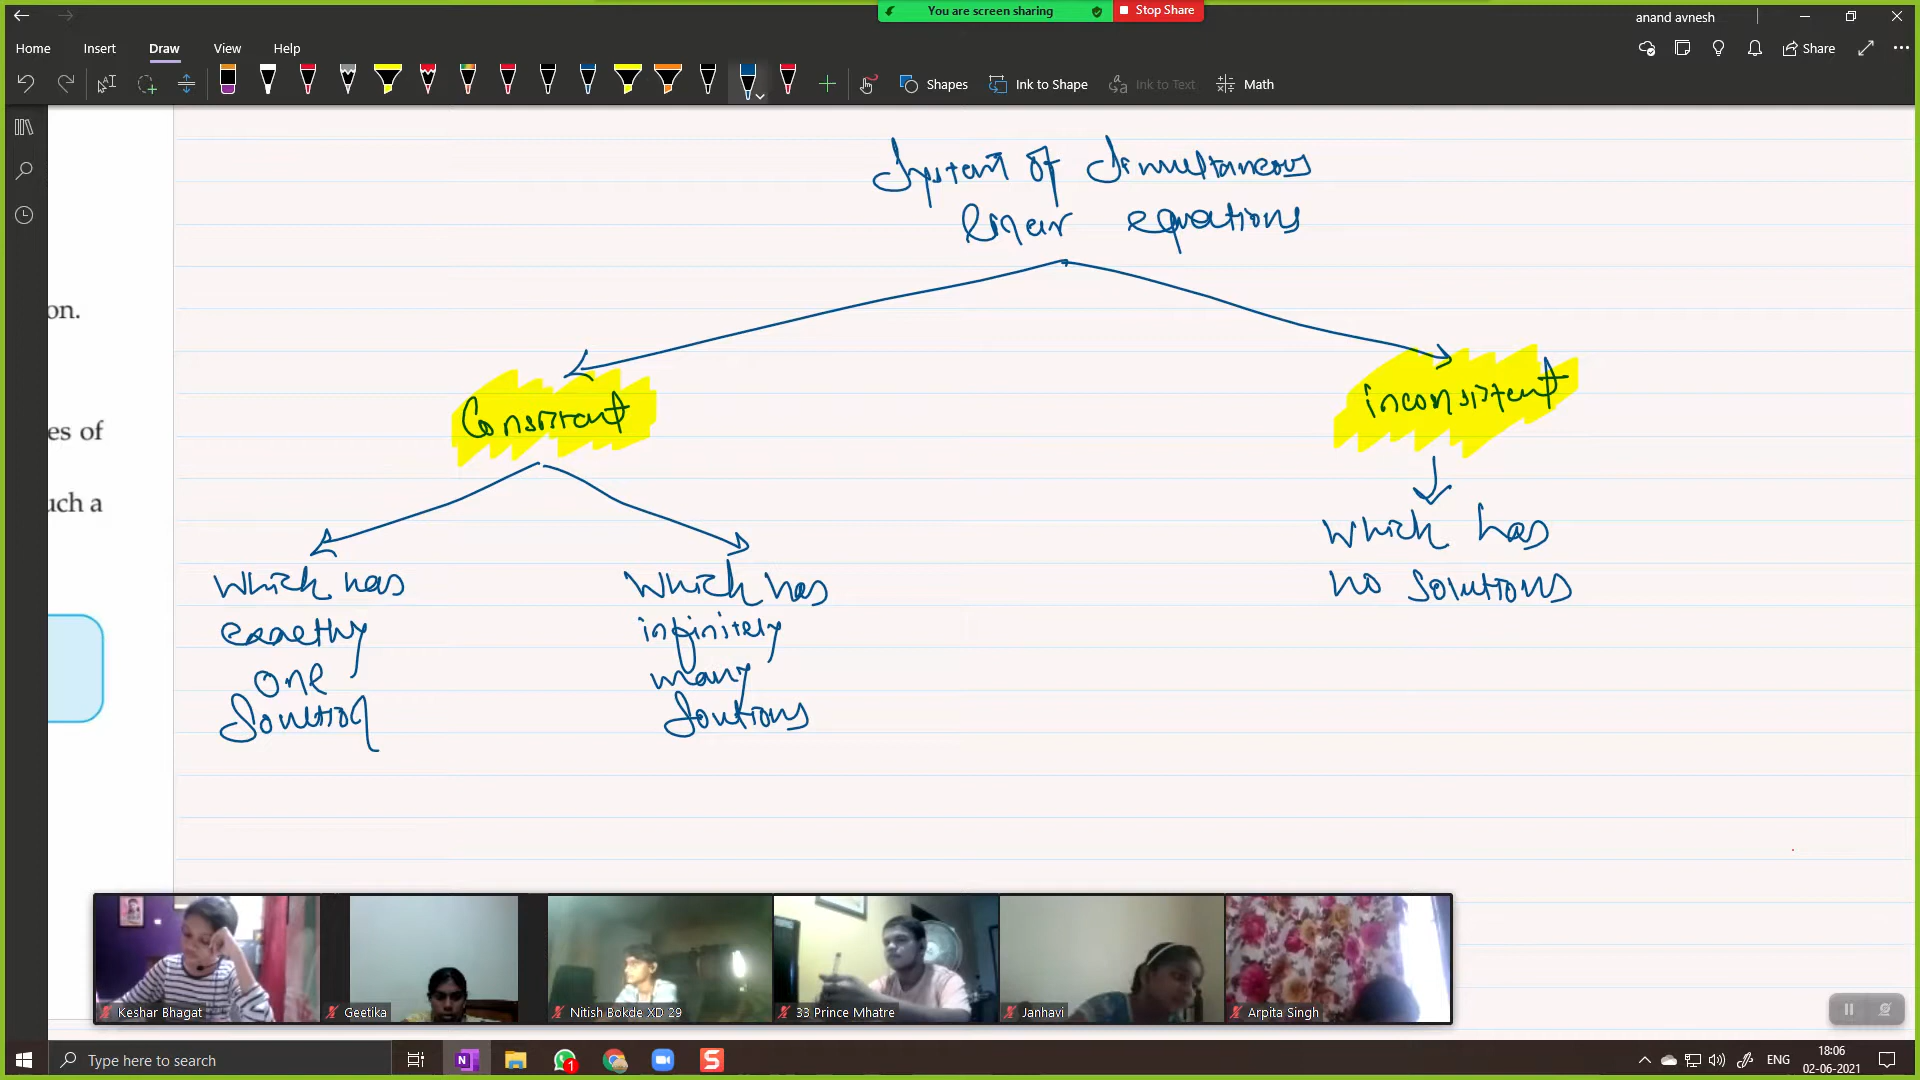 You are screen sharing
Stop Share
anand avnesh
Home Insert Draw View Help
Share
Shapes Ink to Shape Ink to Text Math
on.
es of
uch a
System of Simultaneous
linear equations
Consistent
inconsistent
which has
exactly
one
Solution
which has
infinitely
many
Solutions
which has
no solutions
Keshar Bhagat
Geetika
Nitish Bokde XD 29
33 Prince Mhatre
Janhavi
Arpita Singh
Type here to search
1
ENG
18:06
02-06-2021